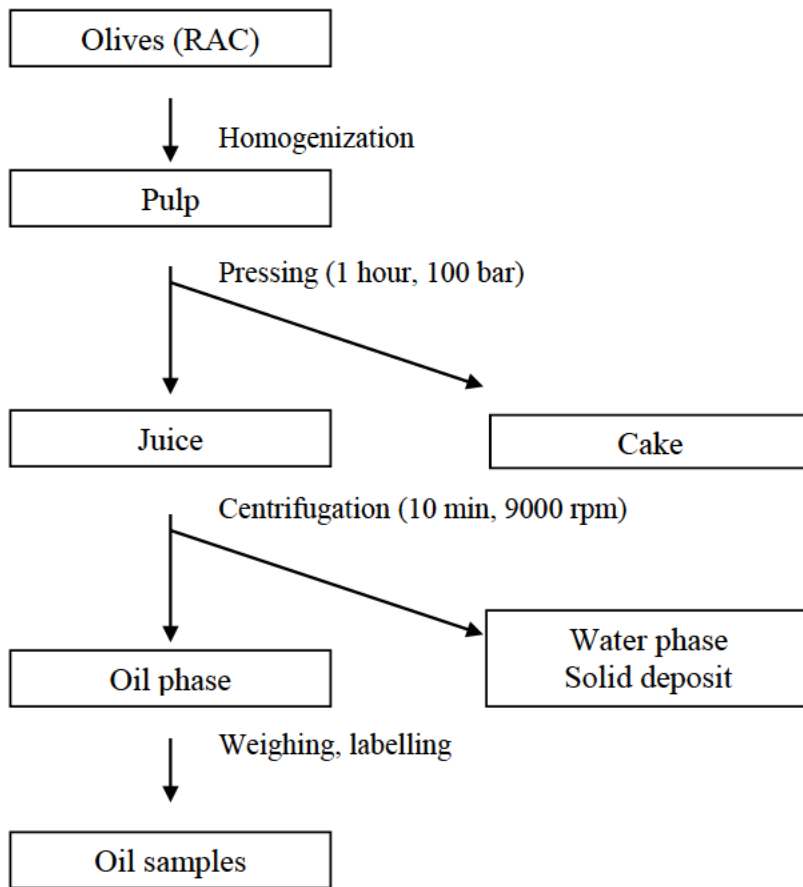 Olives (RAC)
Homogenization
Pulp
Pressing (1 hour, 100 bar)
Juice
Cake
Centrifugation (10 min, 9000 rpm)
Water phase
Solid deposit
Oil phase
Weighing, labelling
Oil samples